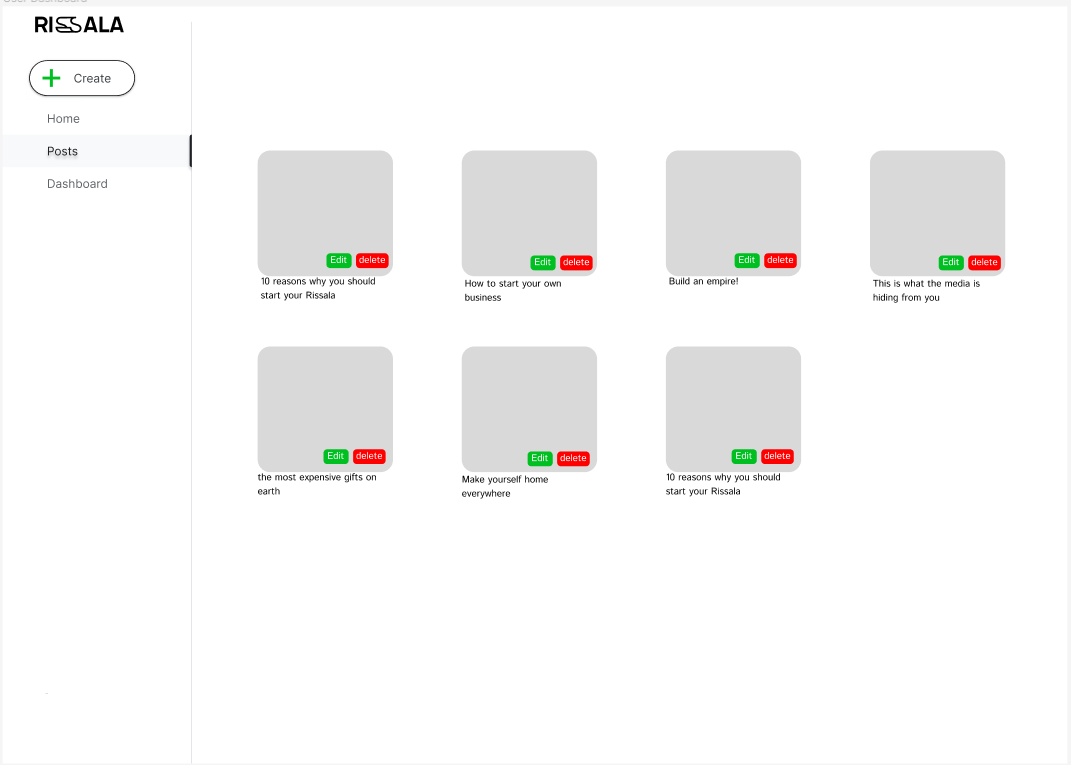 User Dashboard
RISSALA
Create
Home
Posts
Dashboard
Edit delete
10 reasons why you should
start your Rissala
Edit delete
How to start your own
business
Edit delete
Build an empire!
Edit delete
This is what the media is
hiding from you
Edit delete
the most expensive gifts on
earth
Edit delete
Make yourself home
everywhere
Edit delete
10 reasons why you should
start your Rissala